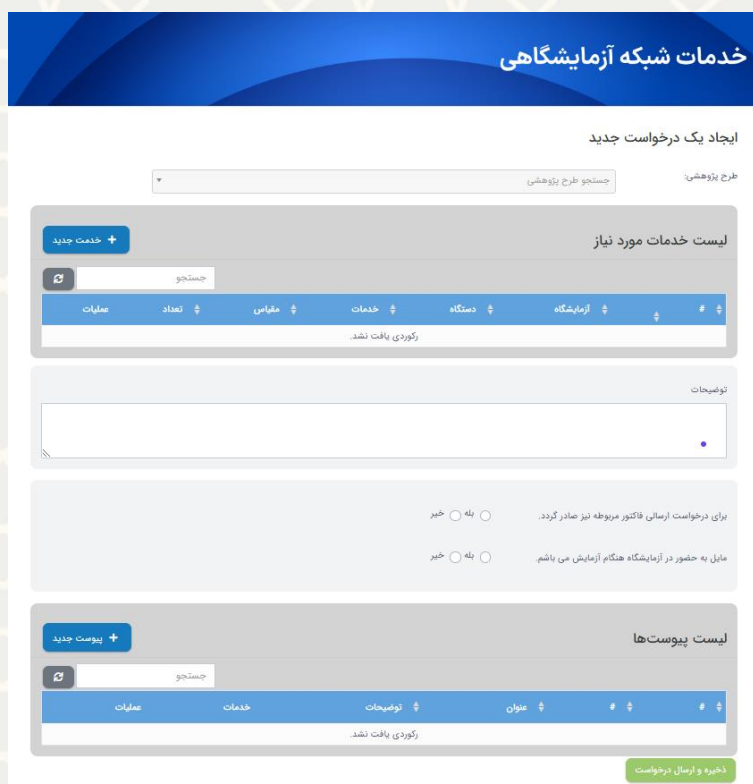 خدمات شبکه آزمایشگاهی
ایجاد یک درخواست جدید
طرح پژوهشی: جستجو طرح پژوهشی
لیست خدمات مورد نیاز + خدمت جدید
جستجو
# آزمایشگاه دستگاه خدمات مقیاس تعداد عملیات
رکوردی یافت نشد.
توضیحات
برای درخواست ارسالی فاکتور مربوطه نیز صادر گردد. بله خیر
مایل به حضور در آزمایشگاه هنگام آزمایش می باشم. بله خیر
لیست پیوست‌ها + پیوست جدید
جستجو
# # عنوان توضیحات خدمات عملیات
رکوردی یافت نشد.
ذخیره و ارسال درخواست